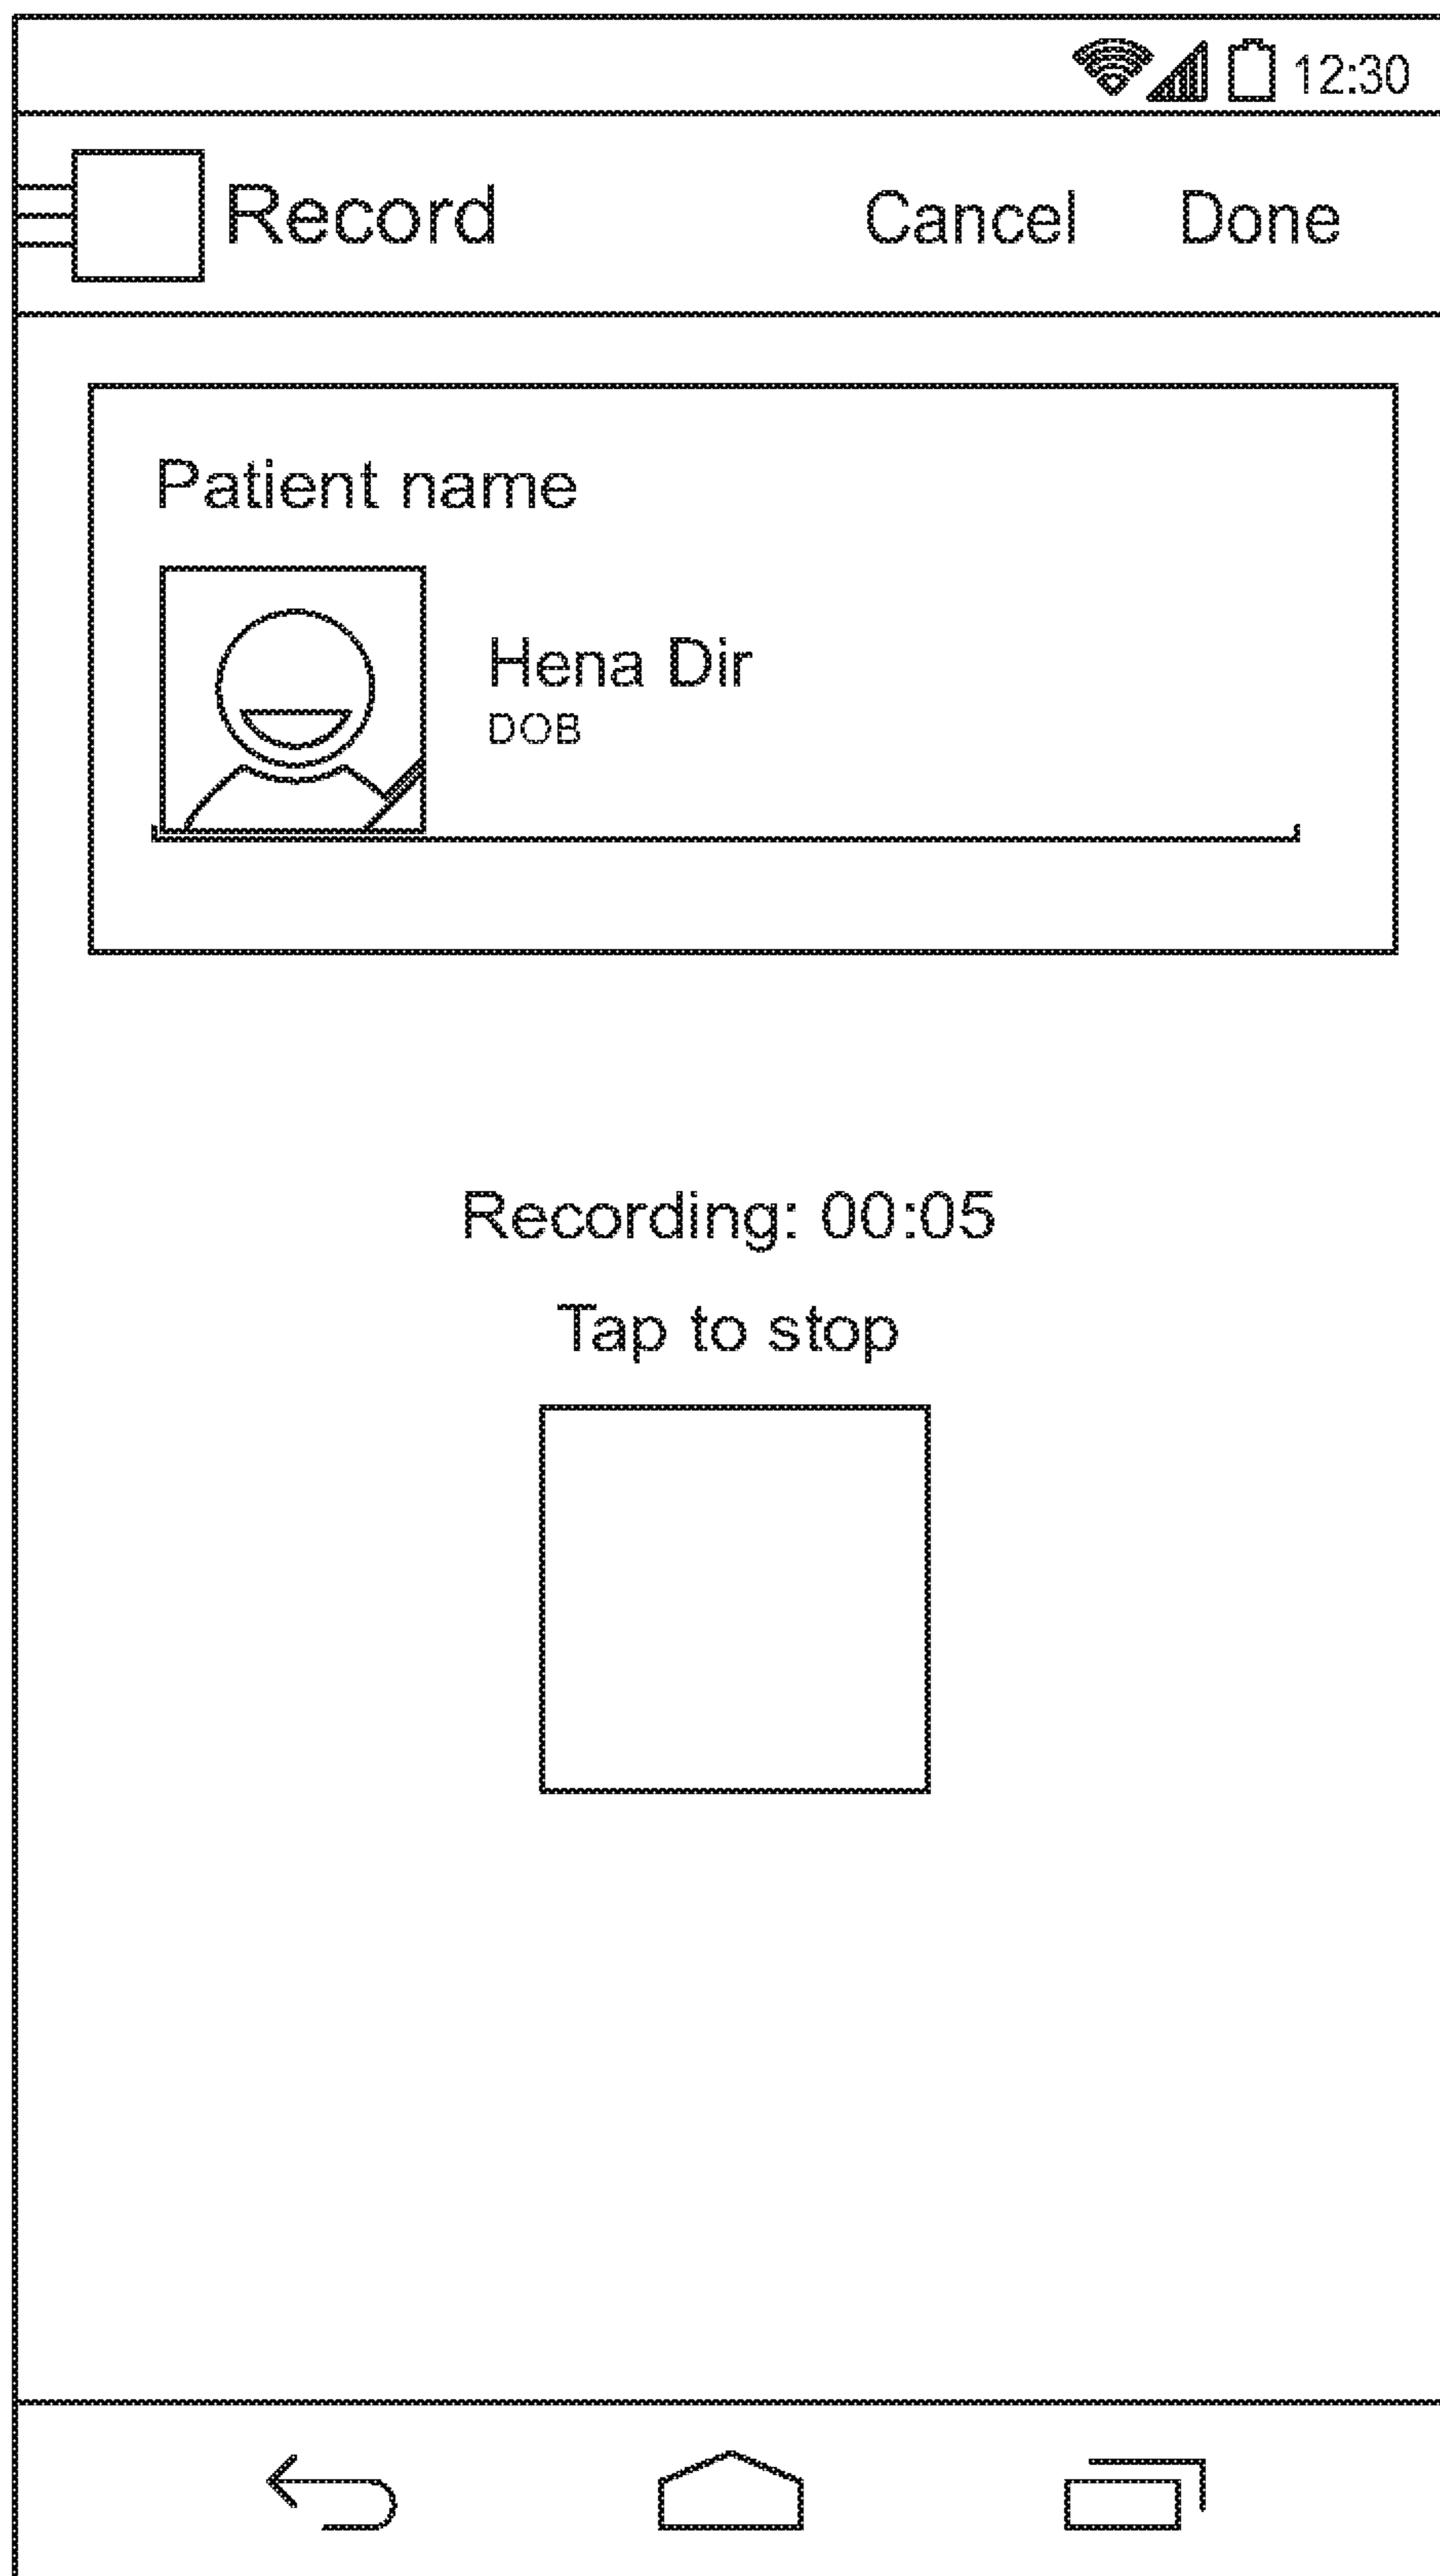 12:30
Record Cancel Done
Patient name
Hena Dir
DOB
Recording: 00:05
Tap to stop